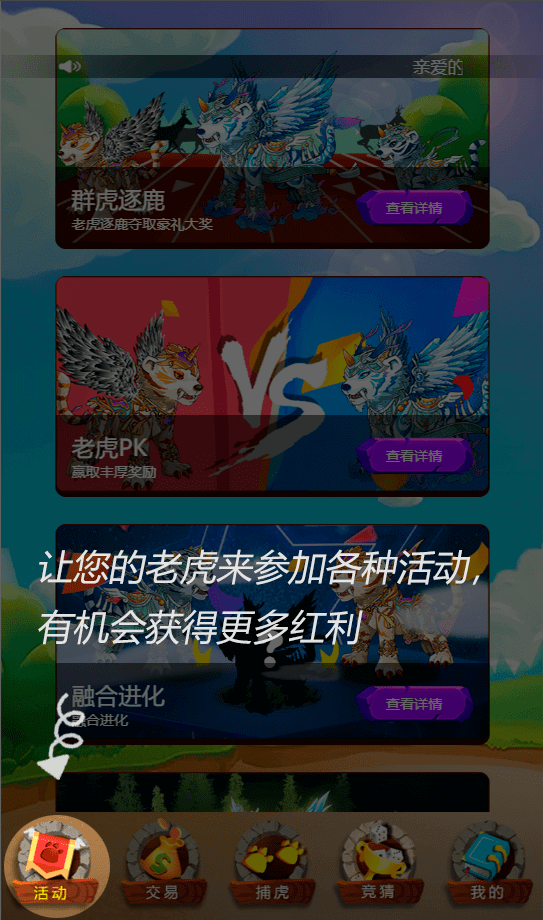 亲爱的
群虎逐鹿
老虎逐鹿夺取豪礼大奖
查看详情
VS
老虎PK
赢取丰厚奖励
查看详情
让您的老虎来参加各种活动，
有机会获得更多红利
?
融合进化
融合进化
查看详情
活动
交易
捕虎
竞猜
我的